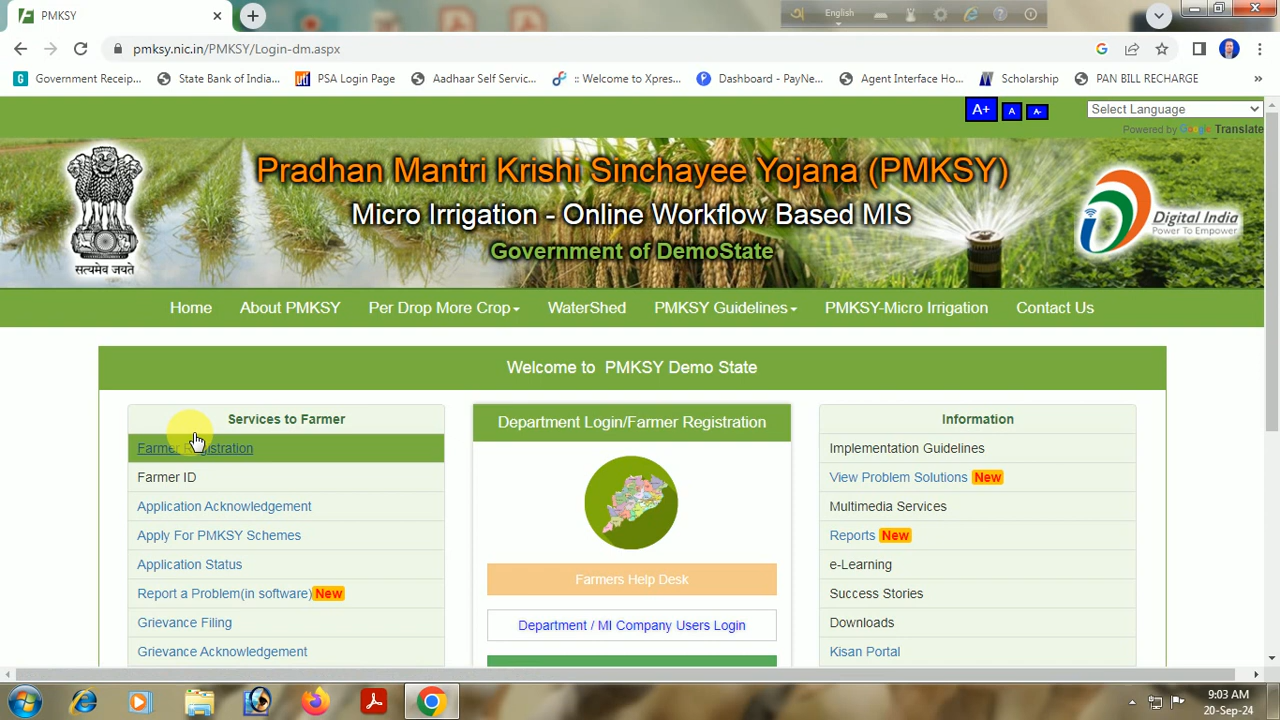 PMKSY
English
pmksy.nic.in/PMKSY/Login-dm.aspx
Government Receip...
State Bank of India...
PSA Login Page
Aadhaar Self Servic...
:: Welcome to Xpres...
Dashboard - PayNe...
Agent Interface Ho...
Scholarship
PAN BILL RECHARGE
A+ A A-
Select Language
Powered by Google Translate
Pradhan Mantri Krishi Sinchayee Yojana (PMKSY)
Micro Irrigation - Online Workflow Based MIS
Government of DemoState
सत्यमेव जयते
Digital India
Power To Empower
Home About PMKSY Per Drop More Crop WaterShed PMKSY Guidelines PMKSY-Micro Irrigation Contact Us
Welcome to PMKSY Demo State
Services to Farmer
Farmer Registration
Farmer ID
Application Acknowledgement
Apply For PMKSY Schemes
Application Status
Report a Problem(in software) New
Grievance Filing
Grievance Acknowledgement
Department Login/Farmer Registration
Farmers Help Desk
Department / MI Company Users Login
Information
Implementation Guidelines
View Problem Solutions New
Multimedia Services
Reports New
e-Learning
Success Stories
Downloads
Kisan Portal
9:03 AM
20-Sep-24